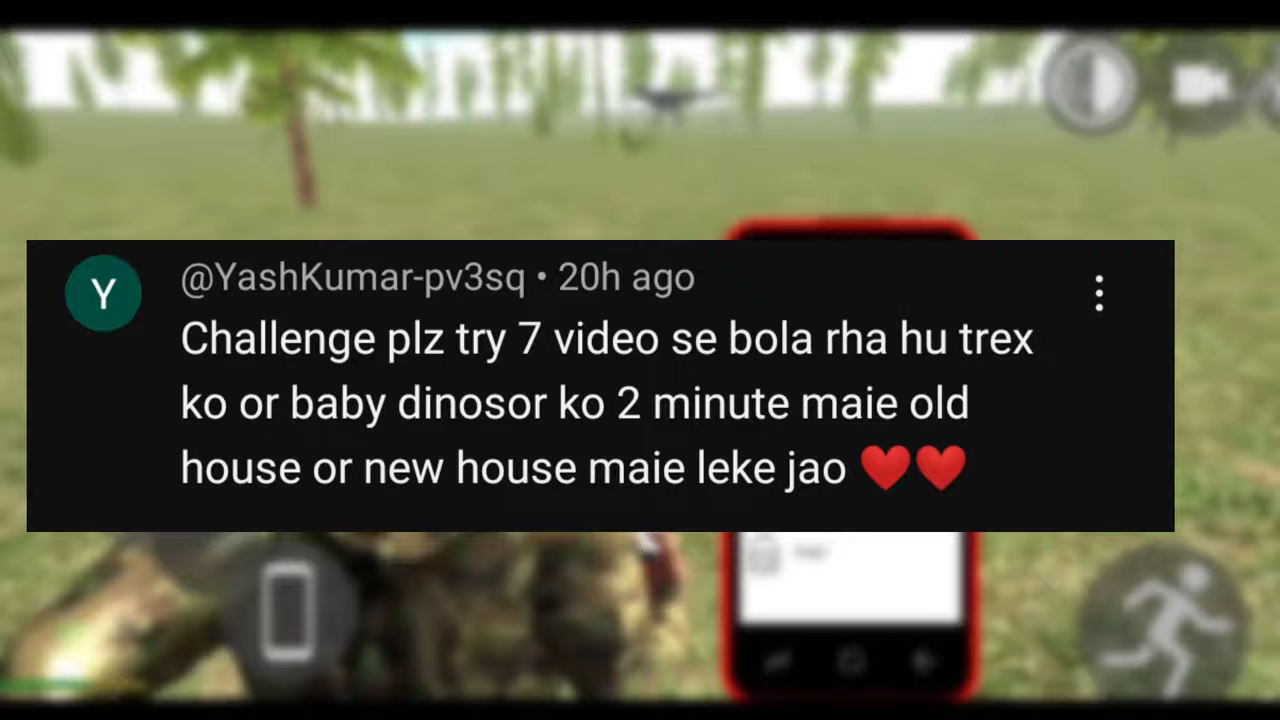 Y
@YashKumar-pv3sq • 20h ago
Challenge plz try 7 video se bola rha hu trex
ko or baby dinosor ko 2 minute maie old
house or new house maie leke jao ❤️❤️